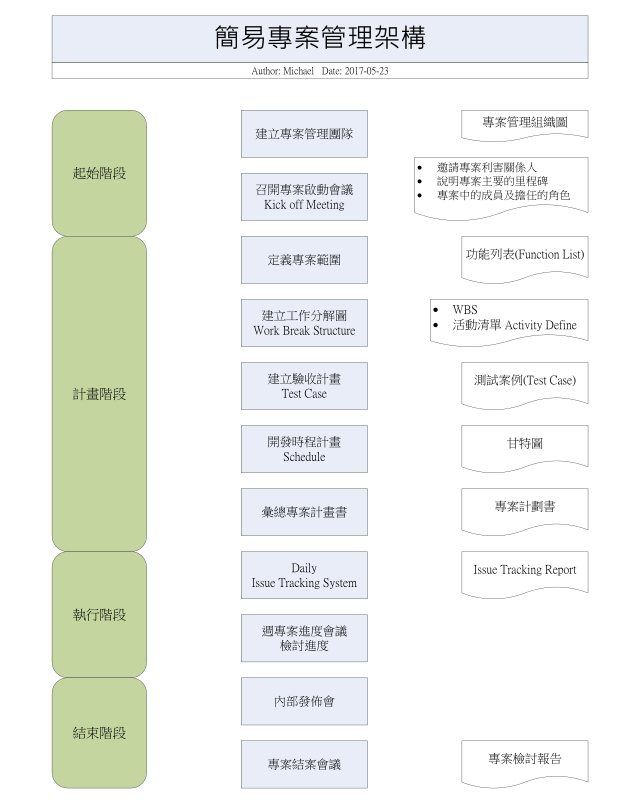 簡易專案管理架構
Author: Michael Date: 2017-05-23
起始階段
建立專案管理團隊
專案管理組織圖
召開專案啟動會議
Kick off Meeting
• 邀請專案利害關係人
• 說明專案主要的里程碑
• 專案中的成員及擔任的角色
計畫階段
定義專案範圍
功能列表(Function List)
建立工作分解圖
Work Break Structure
• WBS
• 活動清單 Activity Define
建立驗收計畫
Test Case
測試案例(Test Case)
開發時程計畫
Schedule
甘特圖
彙總專案計畫書
專案計劃書
執行階段
Daily
Issue Tracking System
Issue Tracking Report
週專案進度會議
檢討進度
結束階段
內部發佈會
專案結案會議
專案檢討報告